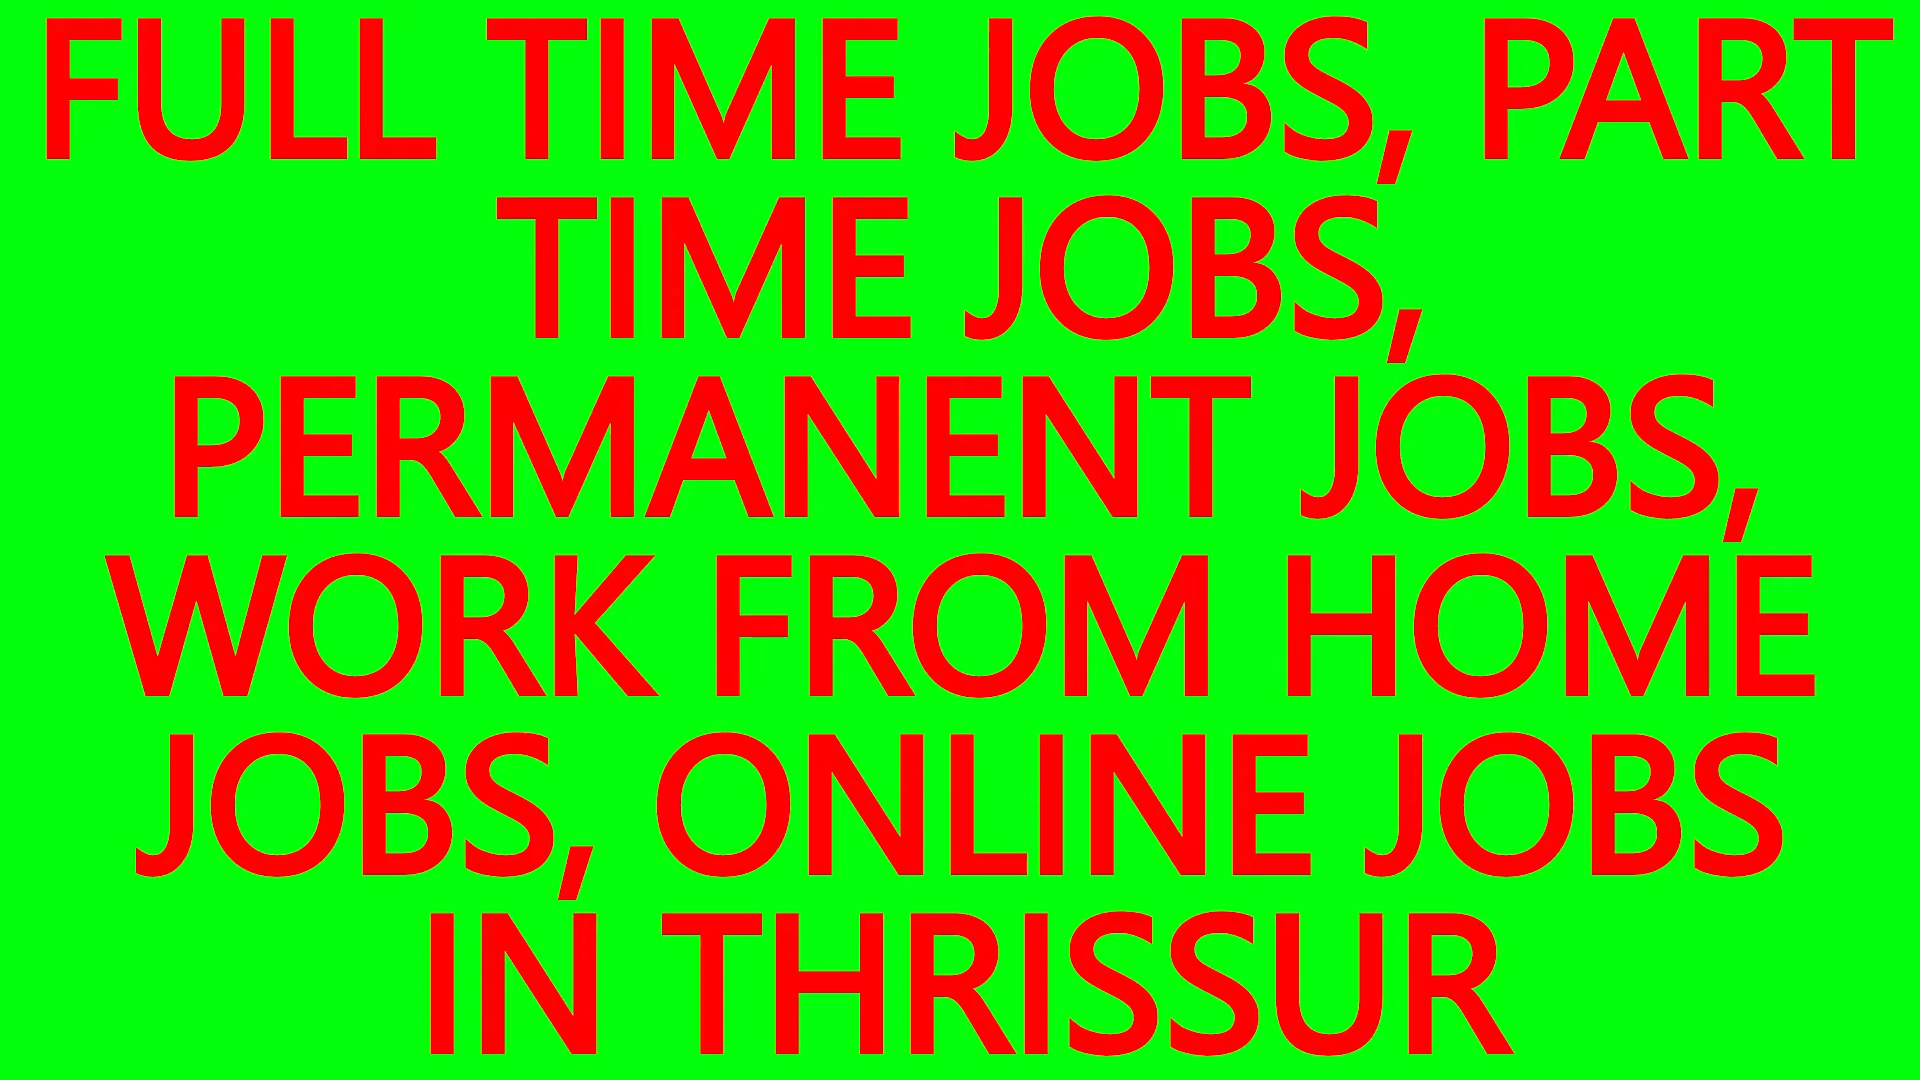 FULL TIME JOBS, PART
TIME JOBS,
PERMANENT JOBS,
WORK FROM HOME
JOBS, ONLINE JOBS
IN THRISSUR